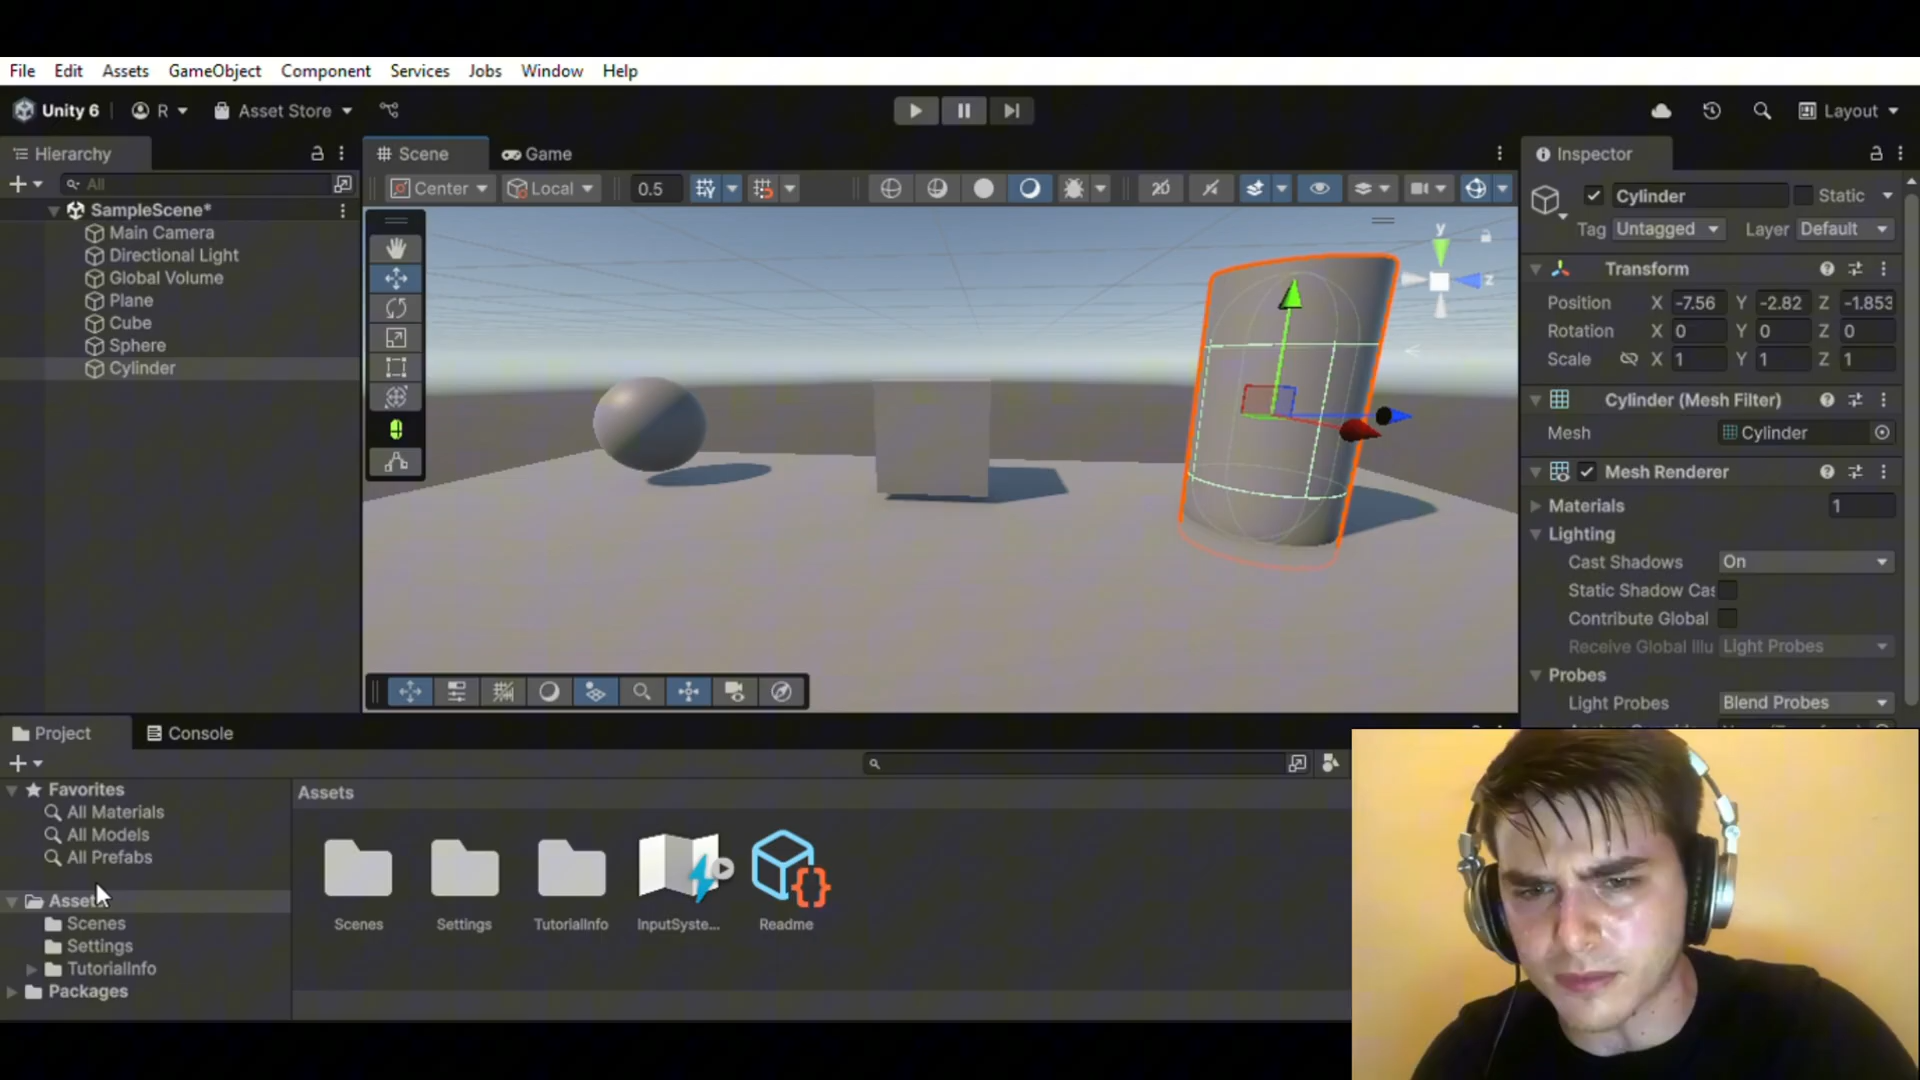 File Edit Assets GameObject Component Services Jobs Window Help
Unity 6 R Asset Store Layout
Hierarchy
All
SampleScene*
Main Camera
Directional Light
Global Volume
Plane
Cube
Sphere
Cylinder
Scene Game
Center Local 0.5 2D
y
z
Inspector
Cylinder Static
Tag Untagged Layer Default
Transform
Position X -7.56 Y -2.82 Z -1.853
Rotation X 0 Y 0 Z 0
Scale X 1 Y 1 Z 1
Cylinder (Mesh Filter)
Mesh Cylinder
Mesh Renderer
Materials 1
Lighting
Cast Shadows On
Static Shadow Cas
Contribute Global
Receive Global Illu Light Probes
Probes
Light Probes Blend Probes
Project Console
Favorites
All Materials
All Models
All Prefabs
Assets
Scenes
Settings
TutorialInfo
Packages
Assets
Scenes Settings TutorialInfo InputSyste... Readme